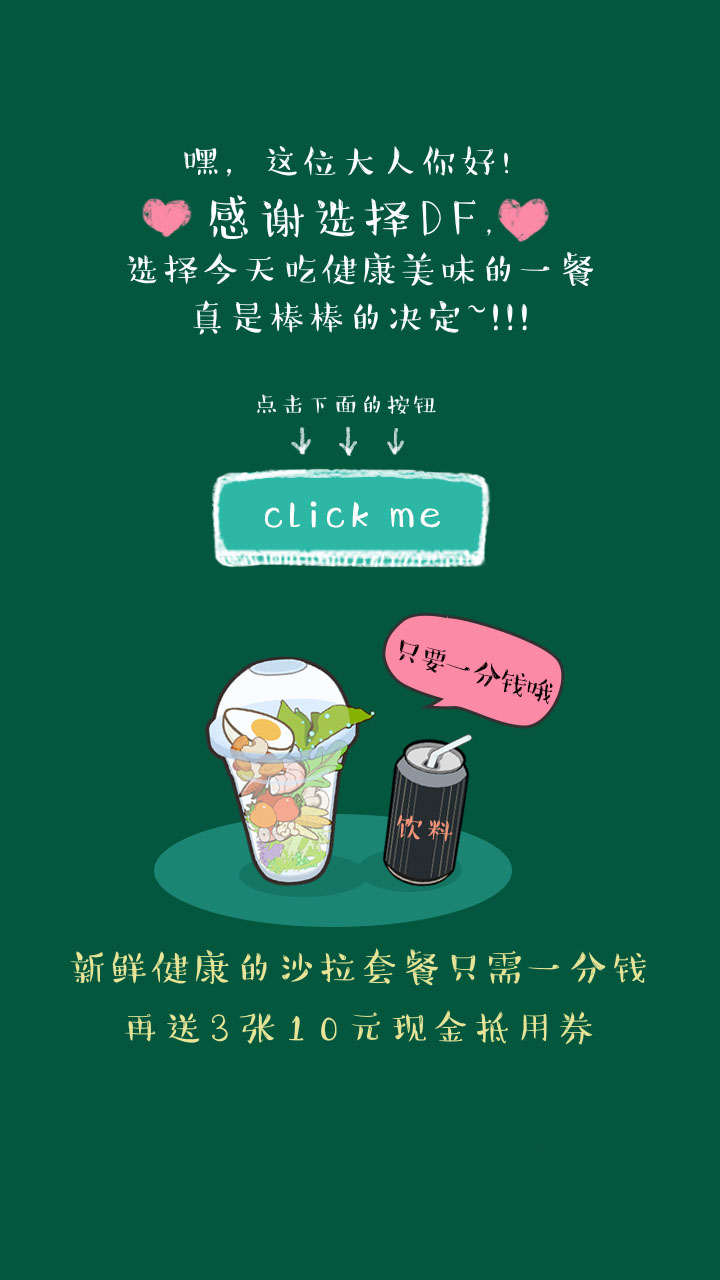 嘿，这位大人你好!
感谢选择DF,
选择今天吃健康美味的一餐
真是棒棒的决定~!!!
点击下面的按钮
click me
只要一分钱哦
饮料
新鲜健康的沙拉套餐只需一分钱
再送3张10元现金抵用券